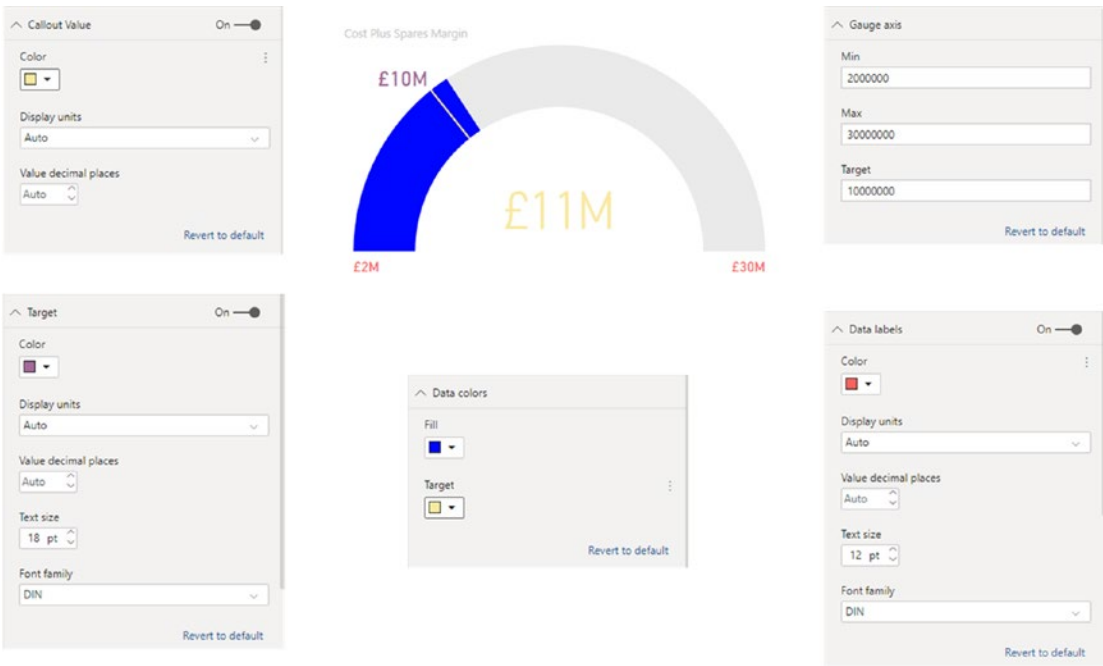 Callout Value On
Color
Display units
Auto
Value decimal places
Auto
Revert to default
Cost Plus Spares Margin
£10M
£11M
£2M £30M
Gauge axis
Min
2000000
Max
30000000
Target
10000000
Revert to default
Target On
Color
Display units
Auto
Value decimal places
Auto
Text size
18 pt
Font family
DIN
Revert to default
Data colors
Fill
Target
Revert to default
Data labels On
Color
Display units
Auto
Value decimal places
Auto
Text size
12 pt
Font family
DIN
Revert to default